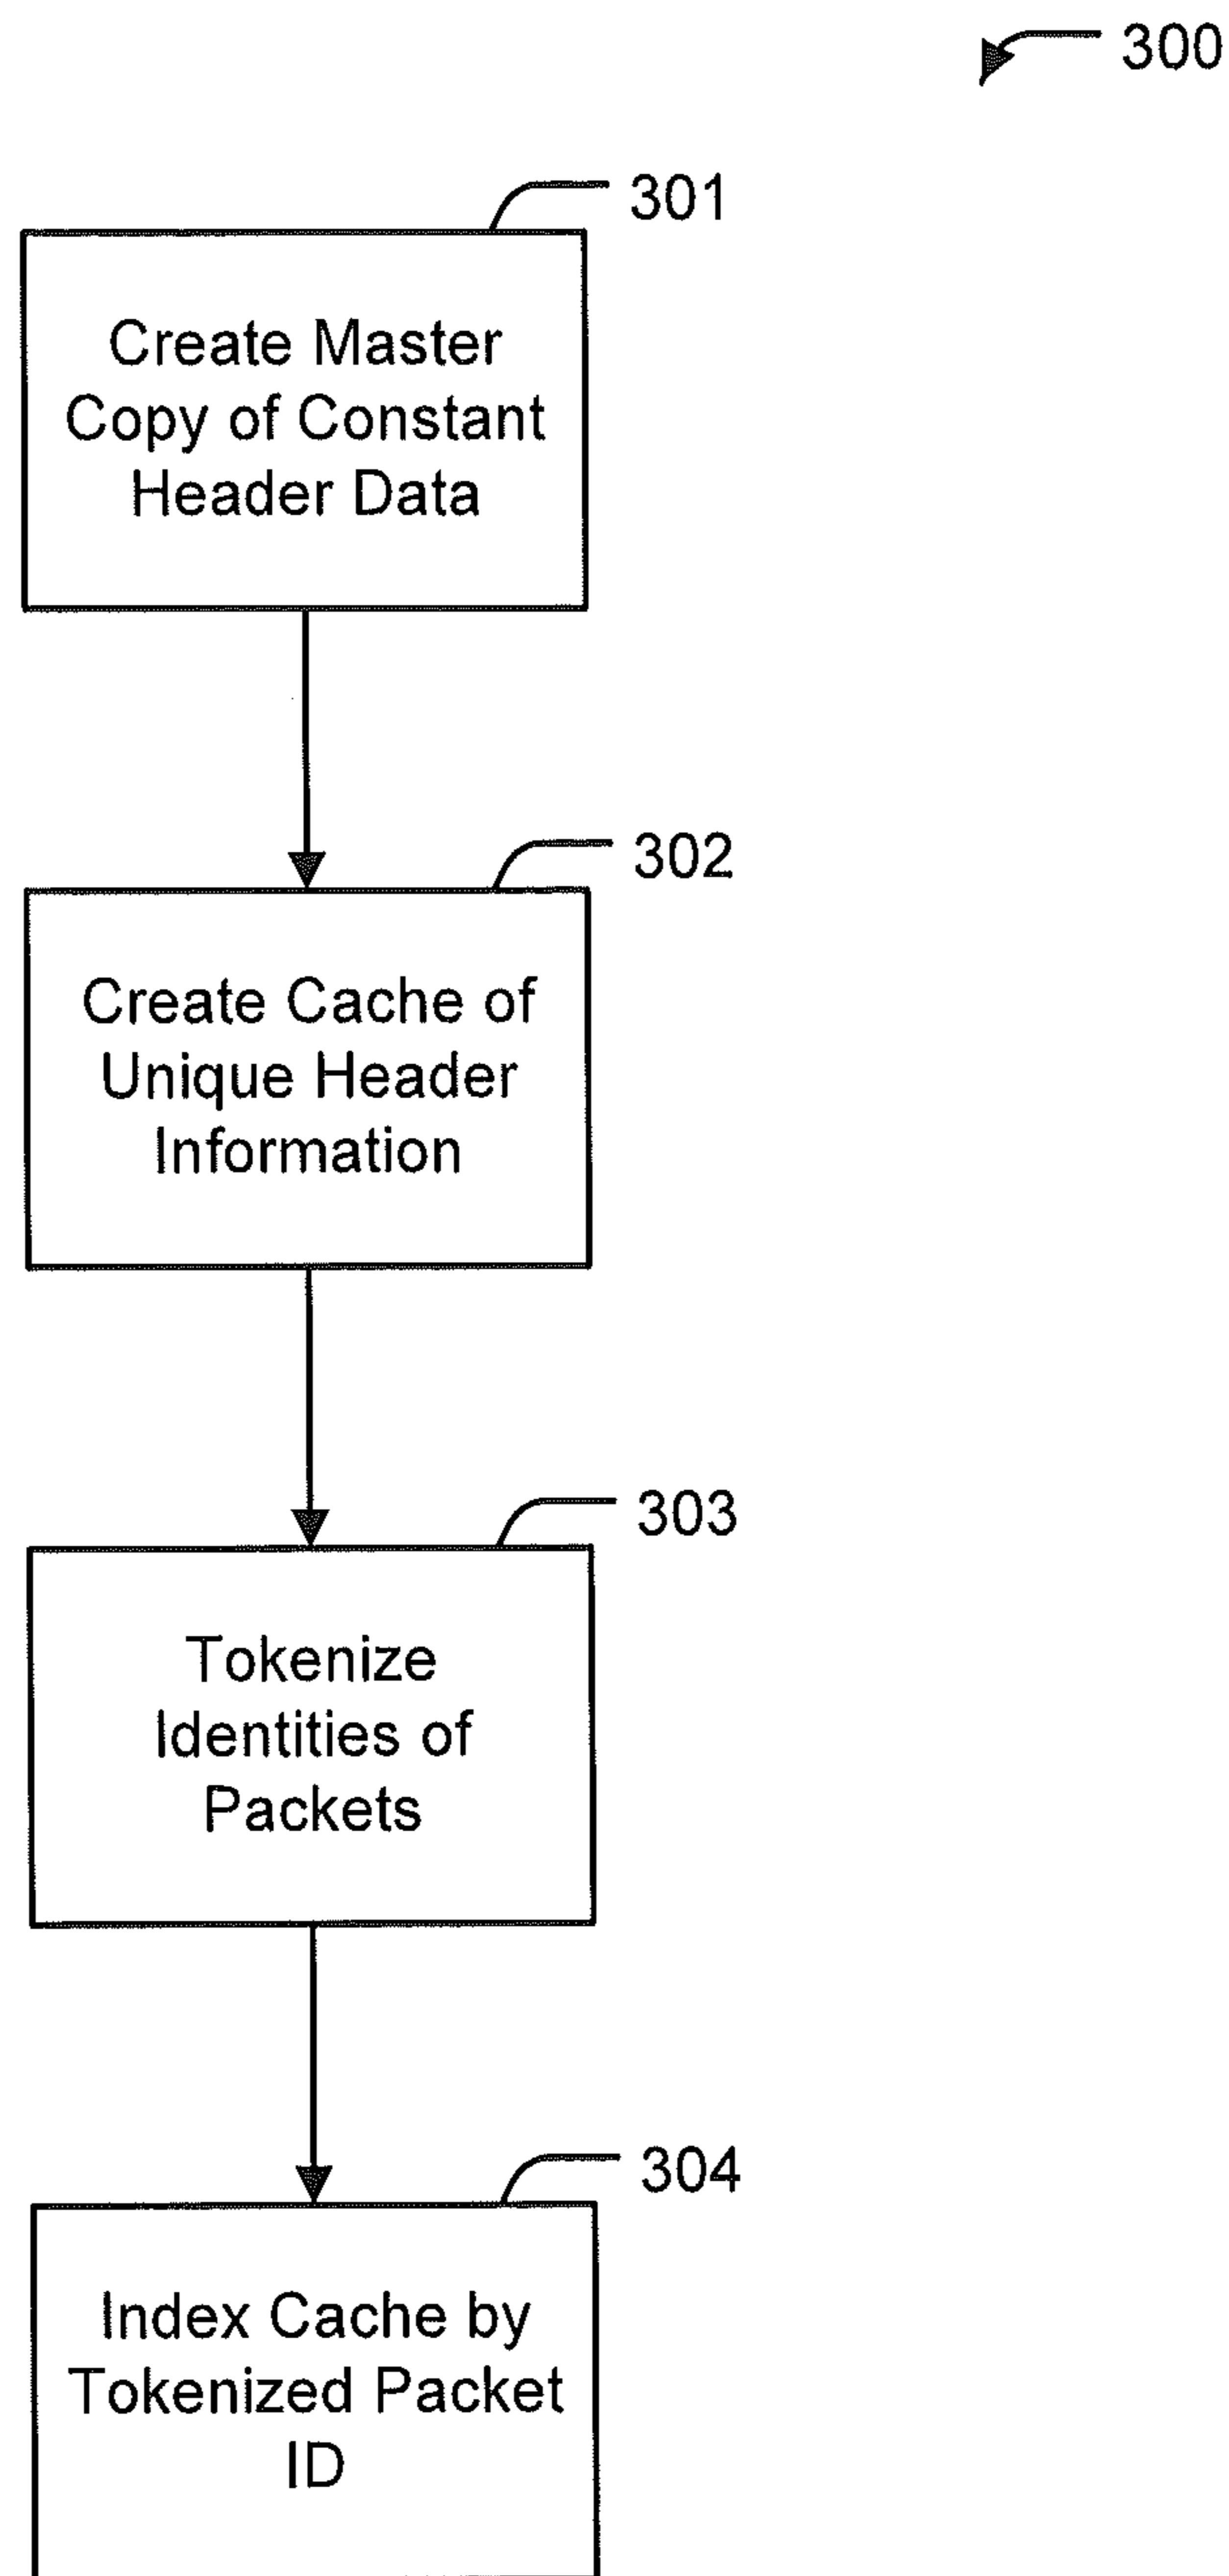 300
301
Create Master
Copy of Constant
Header Data
302
Create Cache of
Unique Header
Information
303
Tokenize
Identities of
Packets
304
Index Cache by
Tokenized Packet
ID